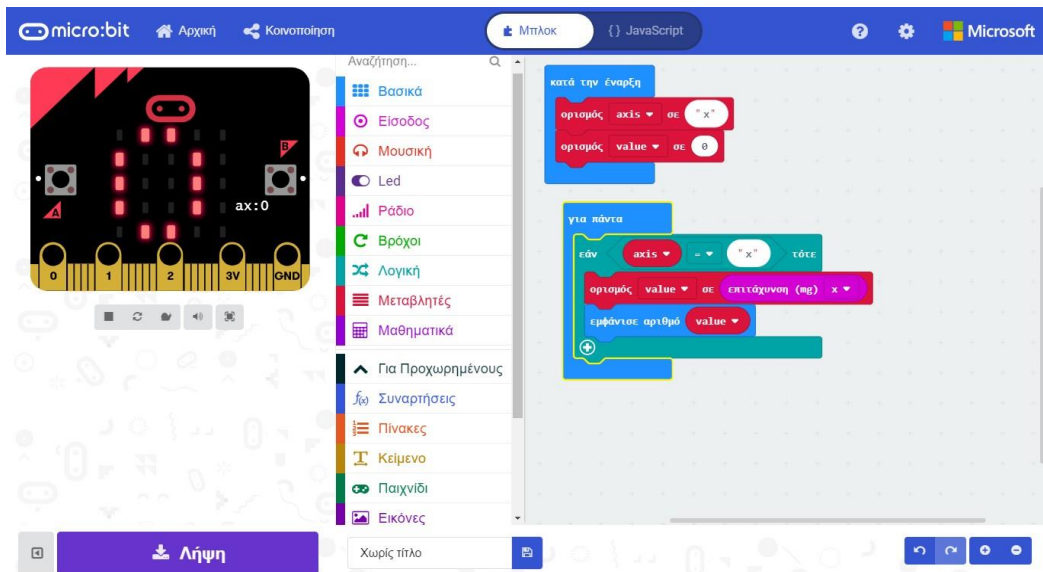 micro:bit Αρχική Κοινοποίηση Μπλοκ {} JavaScript ? Microsoft
A
B
ax:0
0 1 2 3V GND
Αναζήτηση...
Βασικά
Είσοδος
Μουσική
Led
Ράδιο
Βρόχοι
Λογική
Μεταβλητές
Μαθηματικά
Για Προχωρημένους
f(x) Συναρτήσεις
Πίνακες
Κείμενο
Παιχνίδι
Εικόνες
κατά την έναρξη
ορισμός axis σε "x"
ορισμός value σε 0
για πάντα
εάν axis = "x" τότε
ορισμός value σε επιτάχυνση (mg) x
εμφάνισε αριθμό value
Λήψη
Χωρίς τίτλο